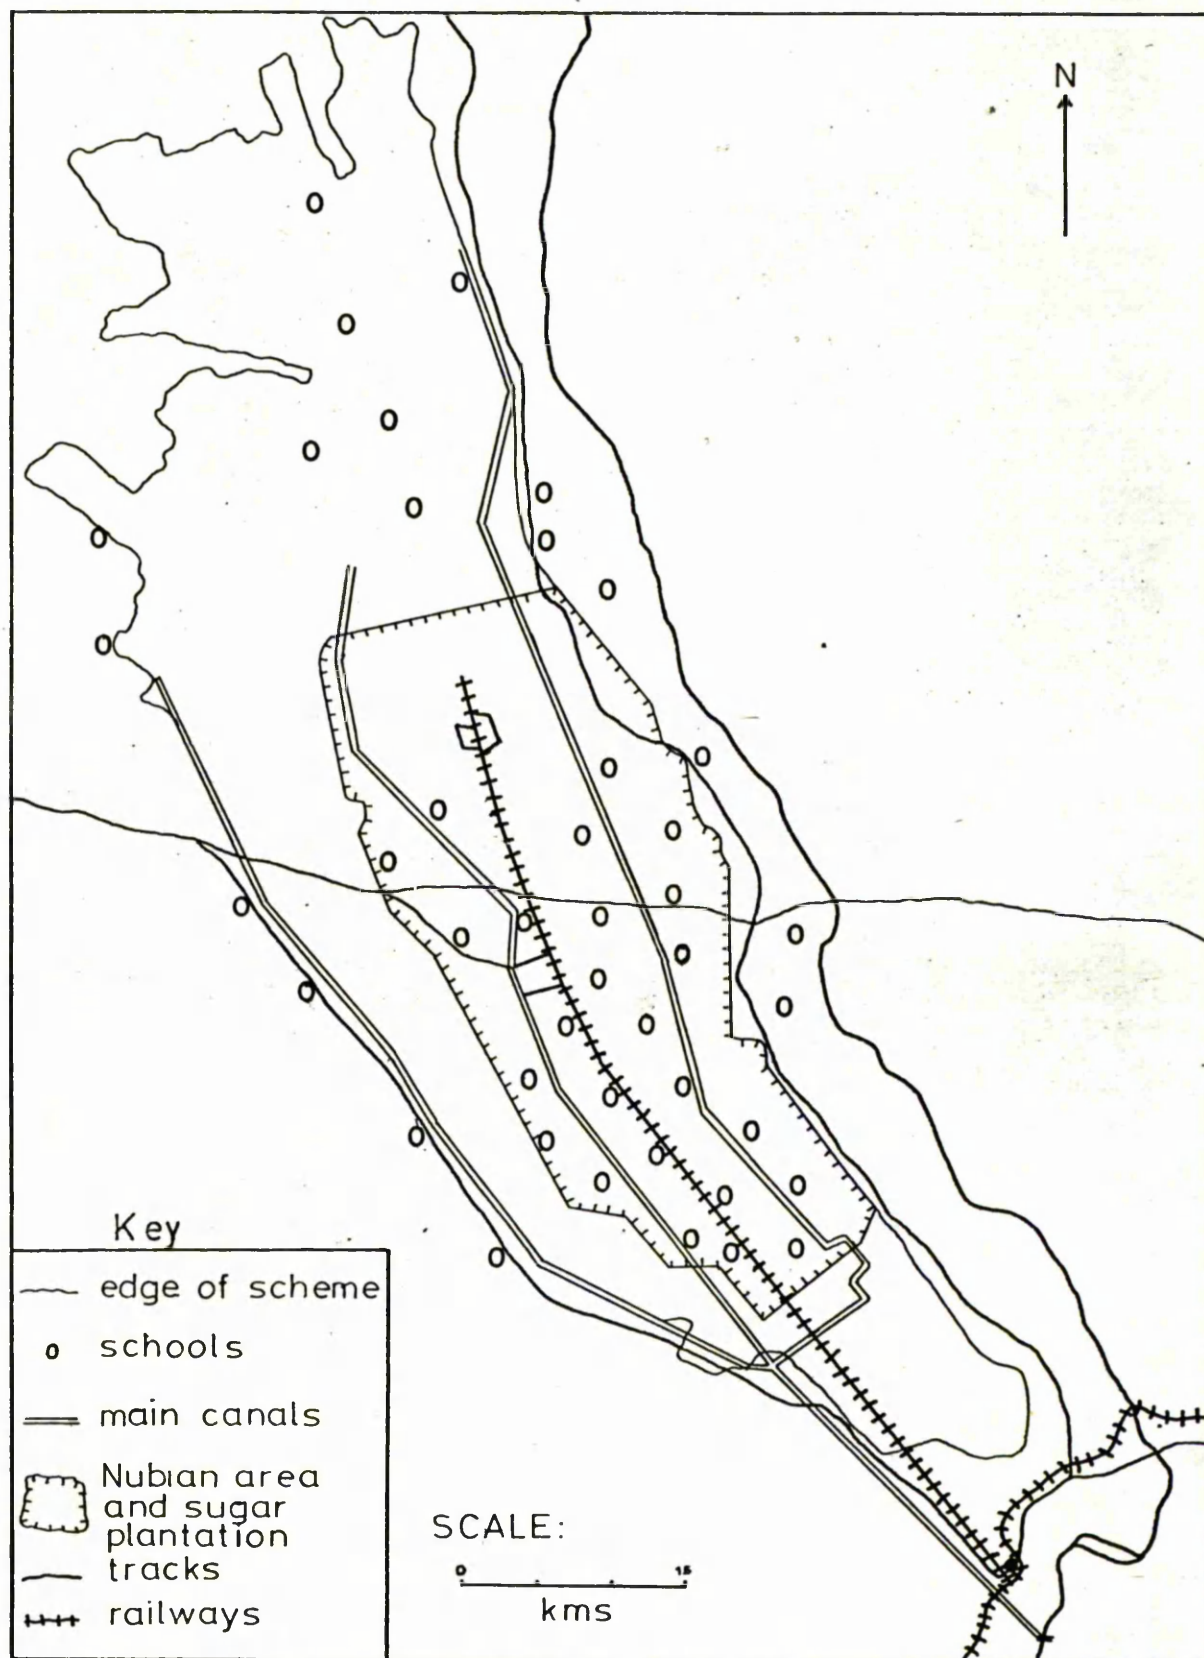 N
Key
edge of scheme
schools
main canals
Nubian area
and sugar
plantation
tracks
railways
SCALE:
0 15
kms